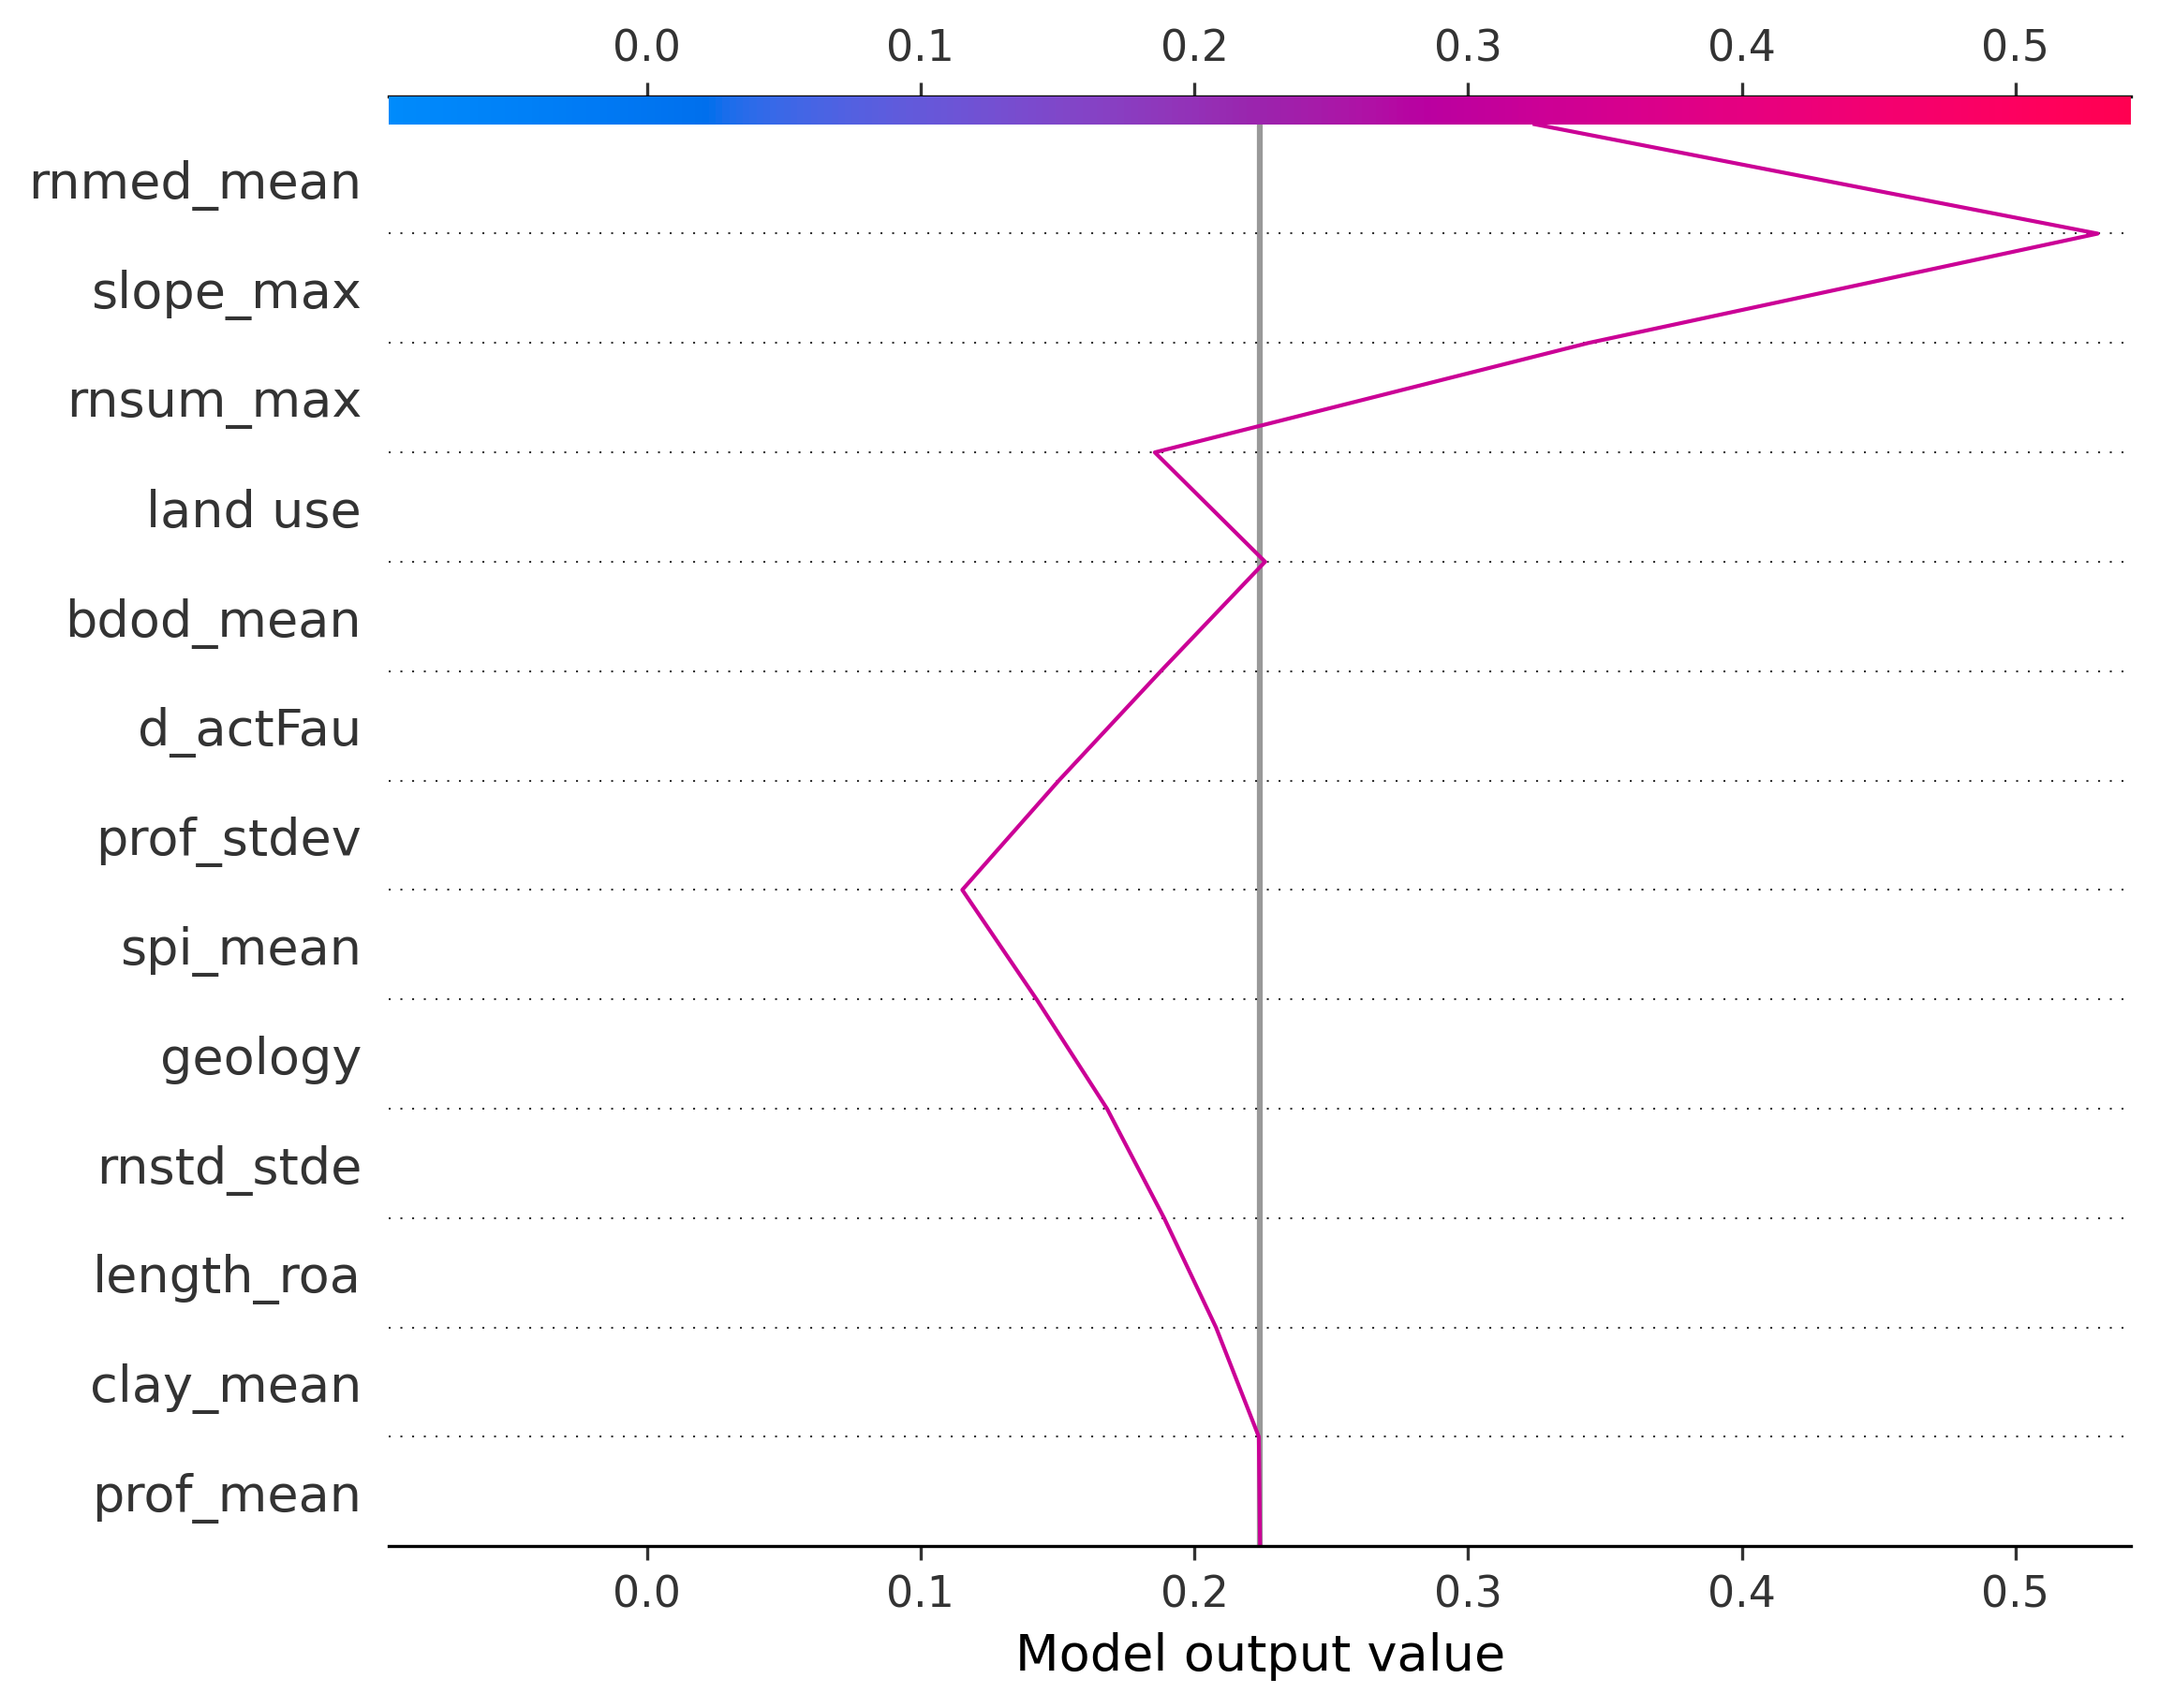 0.0 0.1 0.2 0.3 0.4 0.5
rnmed_mean
slope_max
rnsum_max
land use
bdod_mean
d_actFau
prof_stdev
spi_mean
geology
rnstd_stde
length_roa
clay_mean
prof_mean
0.0 0.1 0.2 0.3 0.4 0.5
Model output value